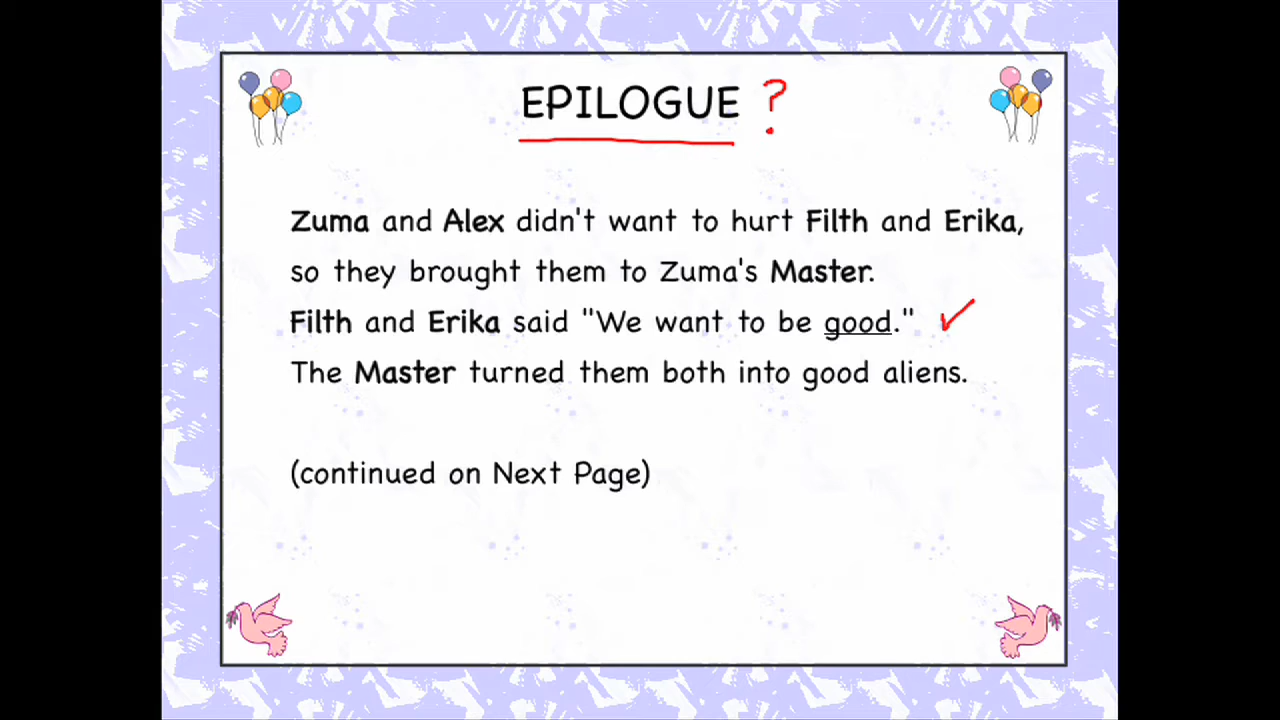 EPILOGUE ?
Zuma and Alex didn't want to hurt Filth and Erika,
so they brought them to Zuma's Master.
Filth and Erika said "We want to be good." ✓
The Master turned them both into good aliens.
(continued on Next Page)